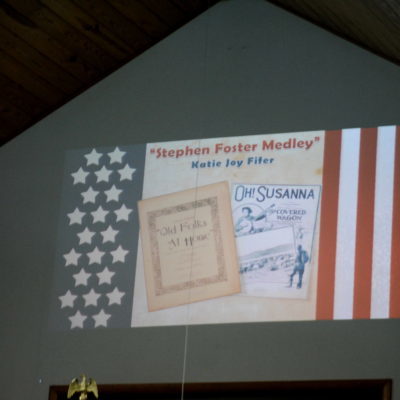 "Stephen Foster Medley"
Katie Joy Fifer
"Old Folks
At Home"
OH! SUSANNA
COVERED
WAGON